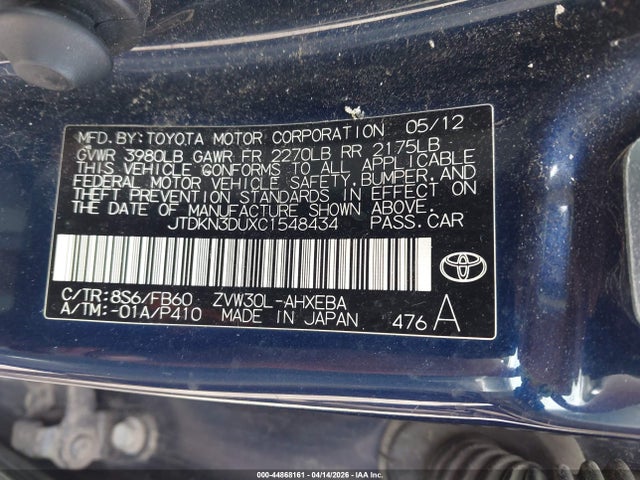 MFD. BY: TOYOTA MOTOR CORPORATION 05/12
GVWR 3980LB GAWR FR 2270LB RR 2175LB
THIS VEHICLE CONFORMS TO ALL APPLICABLE
FEDERAL MOTOR VEHICLE SAFETY, BUMPER, AND
THEFT PREVENTION STANDARDS IN EFFECT ON
THE DATE OF MANUFACTURE SHOWN ABOVE.
JTDKN3DUXC1548434 PASS. CAR
C/TR: 8S6/FB60 ZVW30L-AHXEBA
A/TM: -01A/P410 MADE IN JAPAN 476 A
000-44868161 - 04/14/2026 - IAA Inc.